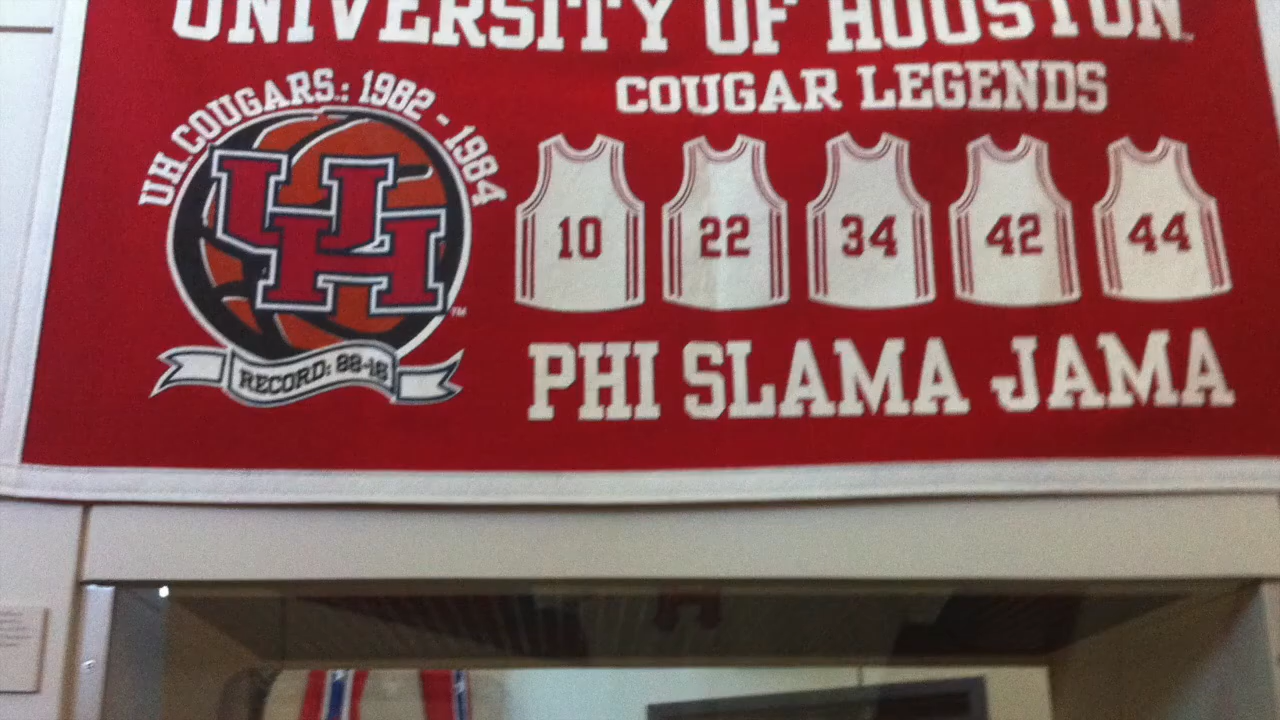 UNIVERSITY OF HOUSTON
COUGAR LEGENDS
UH.COUGARS.: 1982 - 1984
UH
TM
RECORD: 88-16
10 22 34 42 44
PHI SLAMA JAMA